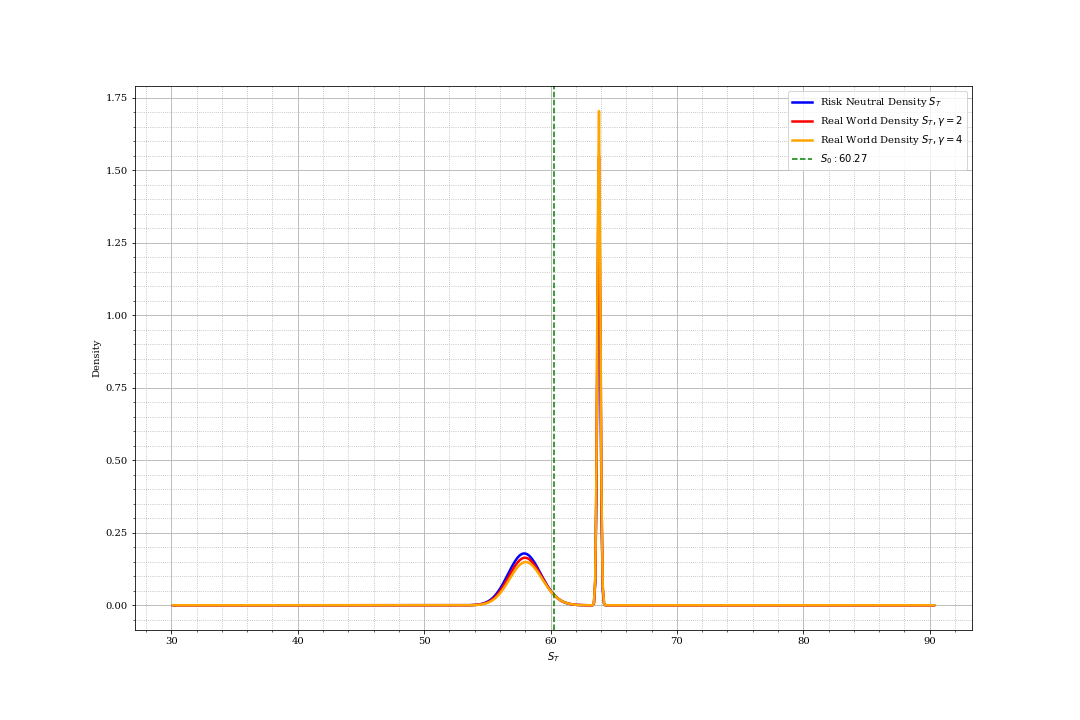 1.75
1.50
1.25
1.00
0.75
0.50
0.25
0.00
Density
30
40
50
60
70
80
90
S_T
Risk Neutral Density S_T
Real World Density S_T, γ = 2
Real World Density S_T, γ = 4
S_0 : 60.27